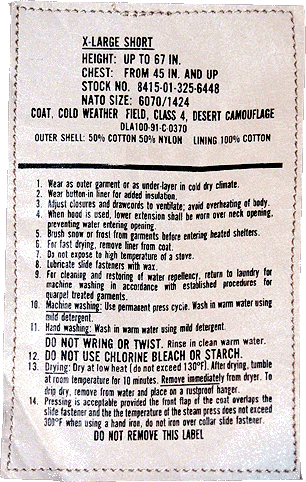 X-LARGE SHORT
HEIGHT: UP TO 67 IN.
CHEST: FROM 45 IN. AND UP
STOCK NO. 8415-01-325-6448
NATO SIZE: 6070/1424
COAT, COLD WEATHER FIELD, CLASS 4, DESERT CAMOUFLAGE
DLA100-91-C-0370
OUTER SHELL: 50% COTTON 50% NYLON LINING 100% COTTON
1. Wear as outer garment or as under-layer in cold dry climate.
2. Wear button-in liner for added insulation.
3. Adjust closures and drawcords to ventilate; avoid overheating of body.
4. When hood is used, lower extension shall be worn over neck opening,
preventing water entering opening.
5. Brush snow or frost from garments before entering heated shelters.
6. For fast drying, remove liner from coat.
7. Do not expose to high temperature of a stove.
8. Lubricate slide fasteners with wax.
9. For cleaning and restoring of water repellency, return to laundry for
machine washing in accordance with established procedures for
quarpel treated garments.
10. Machine washing: Use permanent press cycle. Wash in warm water using
mild detergent.
11. Hand washing: Wash in warm water using mild detergent.
DO NOT WRING OR TWIST. Rinse in clean warm water.
12. DO NOT USE CHLORINE BLEACH OR STARCH.
13. Drying: Dry at low heat (do not exceed 130°F). After drying, tumble
at room temperature for 10 minutes. Remove immediately from dryer. To
drip dry, remove from water and place on a rustproof hanger.
14. Pressing is acceptable provided the front flap of the coat overlaps the
slide fastener and the the temperature of the steam press does not exceed
300°F when using a hand iron, do not iron over collar slide fastener.
DO NOT REMOVE THIS LABEL